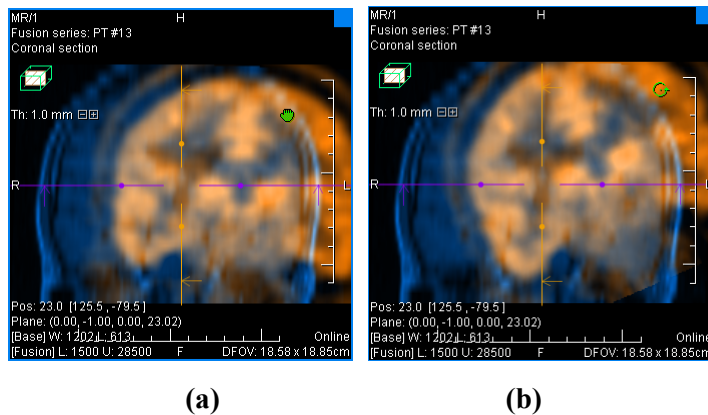 MR/1
H
Fusion series: PT #13
Coronal section
Th: 1.0 mm
R
L
Pos: 23.0 [125.5 , -79.5]
Plane: (0.00, -1.00, 0.00, 23.02)
[Base] W: 1202 L: 613
Online
[Fusion] L: 1500 U: 28500
F
DFOV: 18.58 x 18.85cm
(a)
MR/1
H
Fusion series: PT #13
Coronal section
Th: 1.0 mm
R
L
Pos: 23.0 [125.5 , -79.5]
Plane: (0.00, -1.00, 0.00, 23.02)
[Base] W: 1202 L: 613
Online
[Fusion] L: 1500 U: 28500
F
DFOV: 18.58 x 18.85cm
(b)